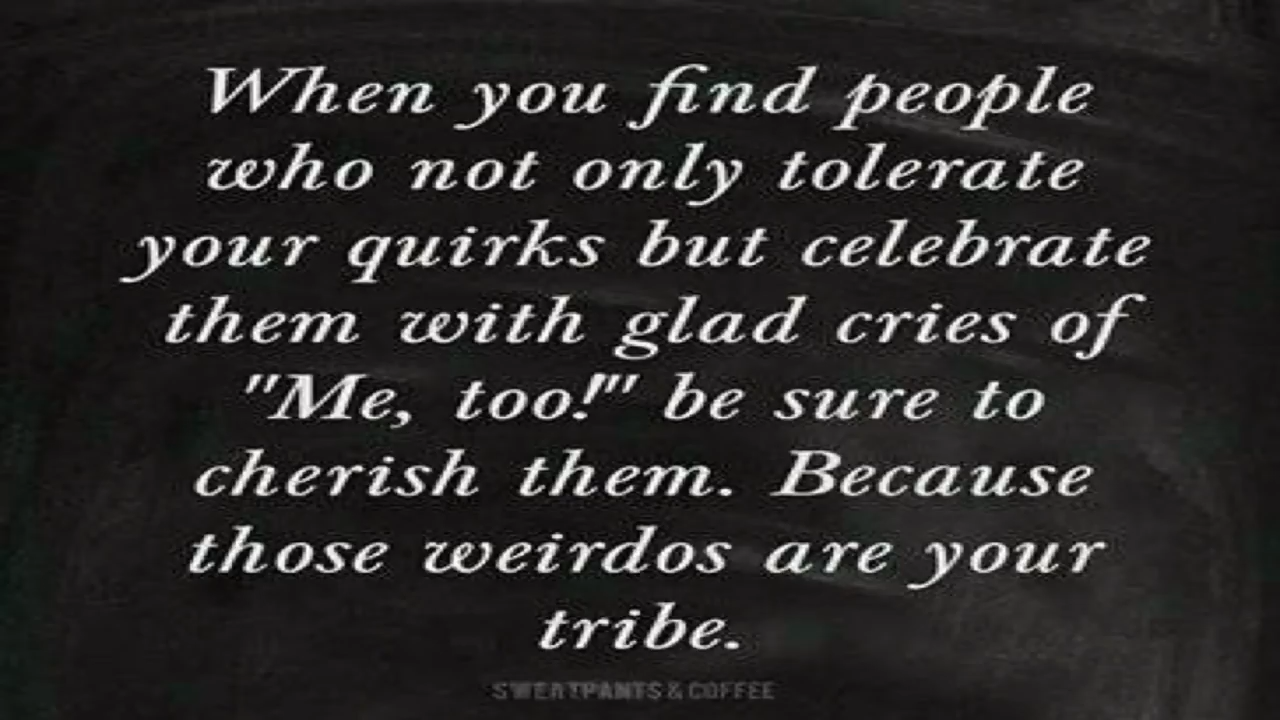 When you find people
who not only tolerate
your quirks but celebrate
them with glad cries of
"Me, too!"' be sure to
cherish them. Because
those weirdos are your
tribe.
SWEATPANTS & COFFEE